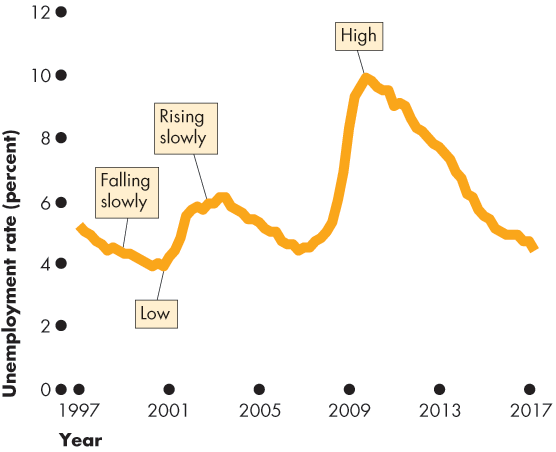 Unemployment rate (percent)
12
10
8
6
4
2
0
High
Rising
slowly
Falling
slowly
Low
1997
2001
2005
2009
2013
2017
Year